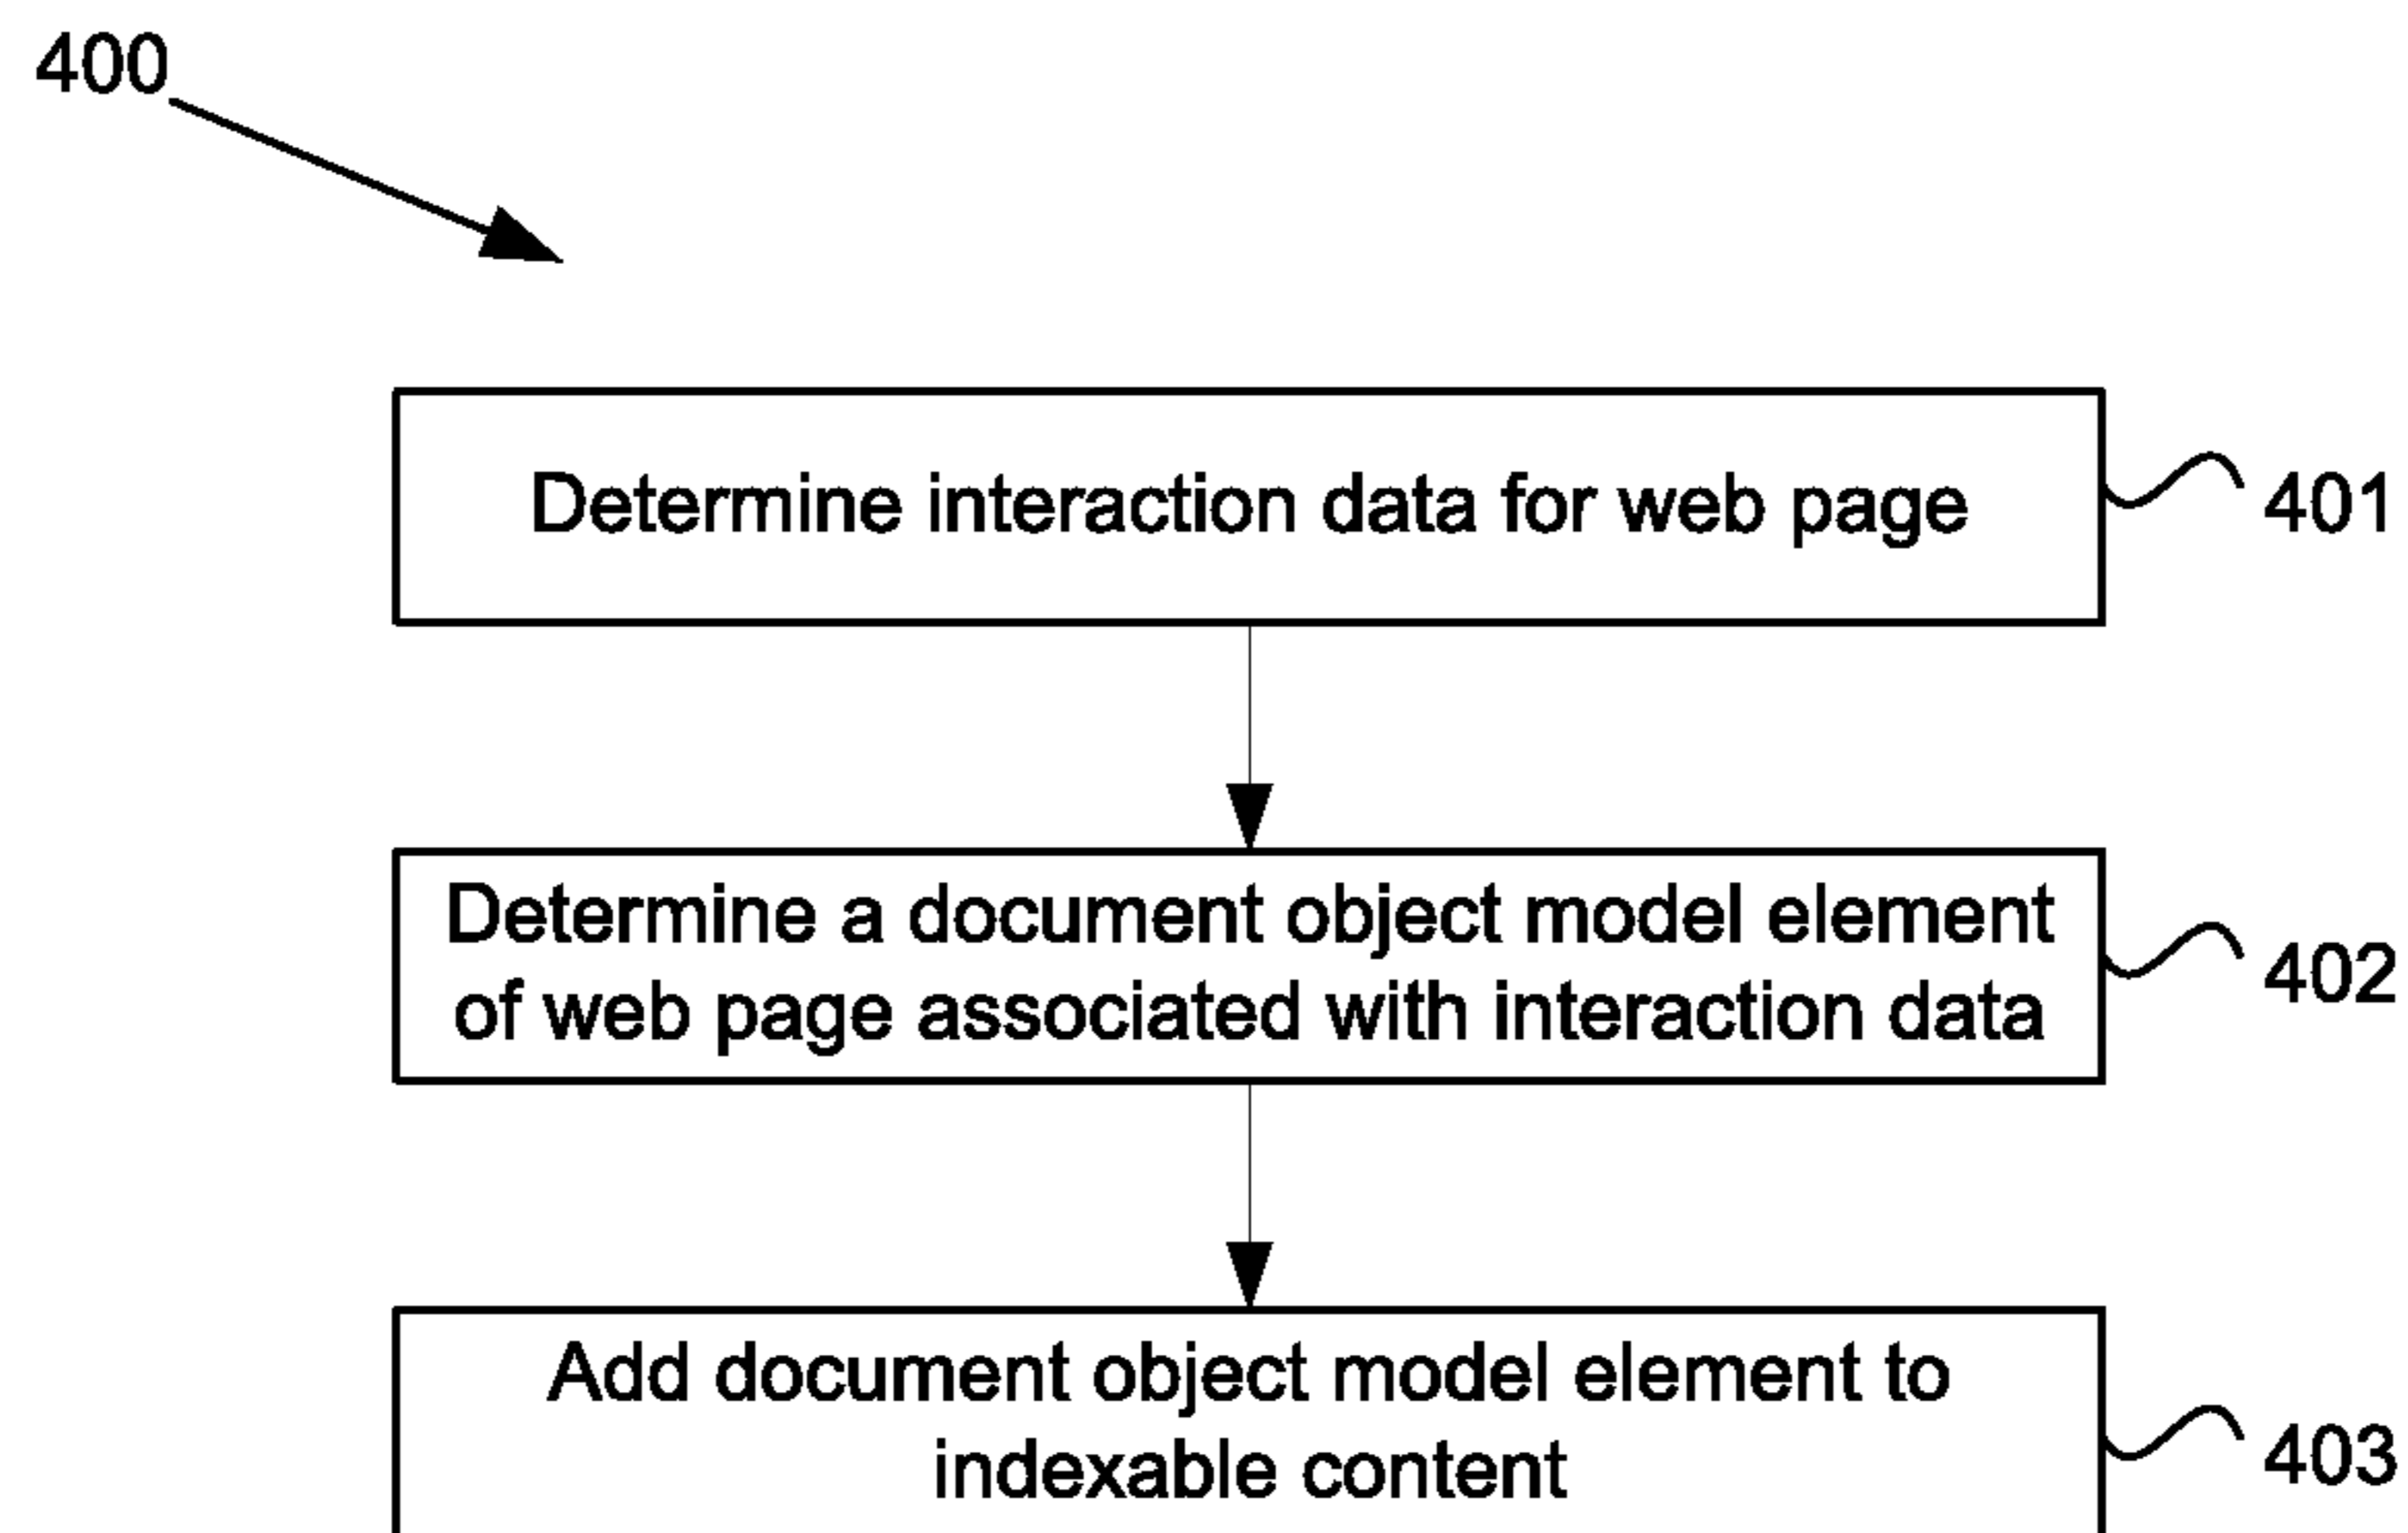 400
Determine interaction data for web page
401
Determine a document object model element
of web page associated with interaction data
402
Add document object model element to
indexable content
403